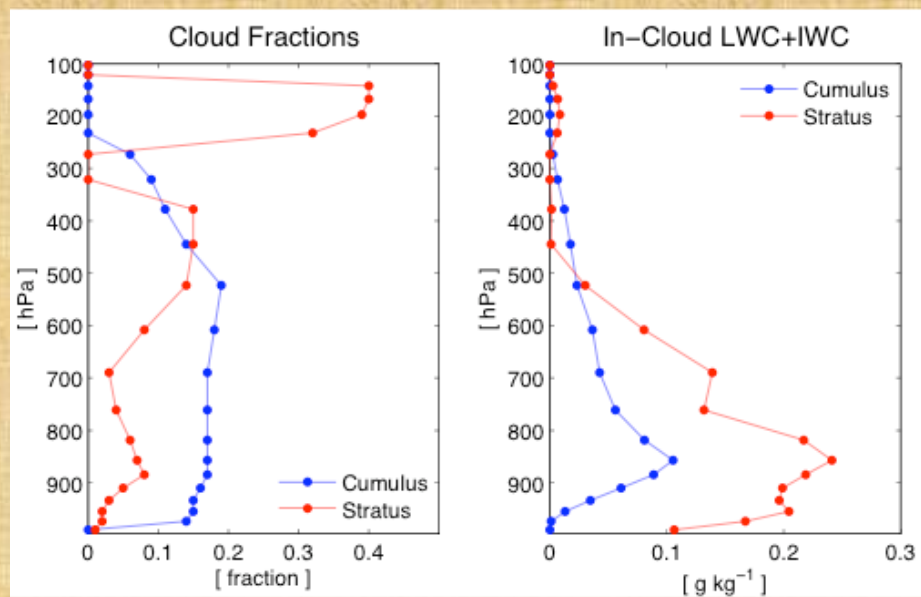 Cloud Fractions
100
200
300
400
500
600
700
800
900
[ hPa ]
0
0.1
0.2
0.3
0.4
[ fraction ]
Cumulus
Stratus
In-Cloud LWC+IWC
100
200
300
400
500
600
700
800
900
[ hPa ]
0
0.1
0.2
0.3
[ g kg⁻¹ ]
Cumulus
Stratus